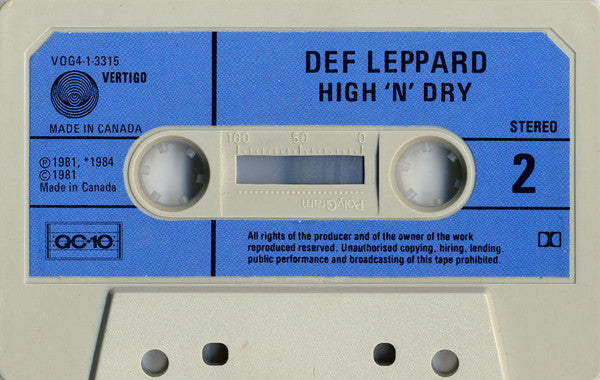 VOG4-1-3315
VERTIGO
MADE IN CANADA
DEF LEPPARD
HIGH 'N' DRY
STEREO
2
100 50 0
PolyGram
℗ 1981, *1984
© 1981
Made in Canada
QC-10
All rights of the producer and of the owner of the work
reproduced reserved. Unauthorised copying, hiring, lending
public performance and broadcasting of this tape prohibited.